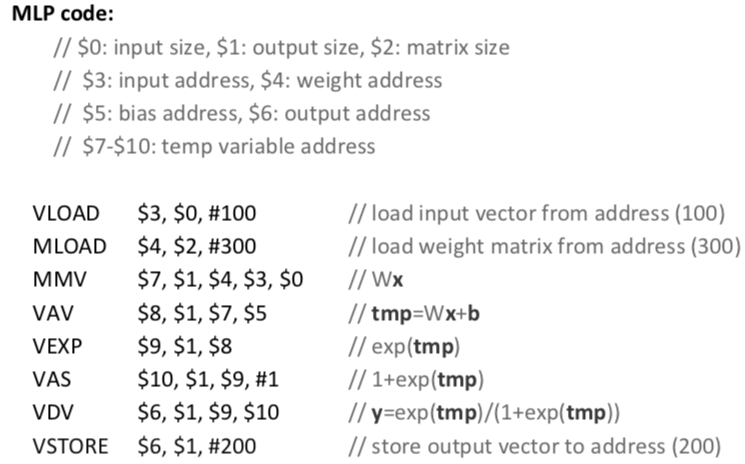 MLP code:
// $0: input size, $1: output size, $2: matrix size
// $3: input address, $4: weight address
// $5: bias address, $6: output address
// $7-$10: temp variable address
VLOAD $3, $0, #100 // load input vector from address (100)
MLOAD $4, $2, #300 // load weight matrix from address (300)
MMV $7, $1, $4, $3, $0 // Wx
VAV $8, $1, $7, $5 // tmp=Wx+b
VEXP $9, $1, $8 // exp(tmp)
VAS $10, $1, $9, #1 // 1+exp(tmp)
VDV $6, $1, $9, $10 // y=exp(tmp)/(1+exp(tmp))
VSTORE $6, $1, #200 // store output vector to address (200)